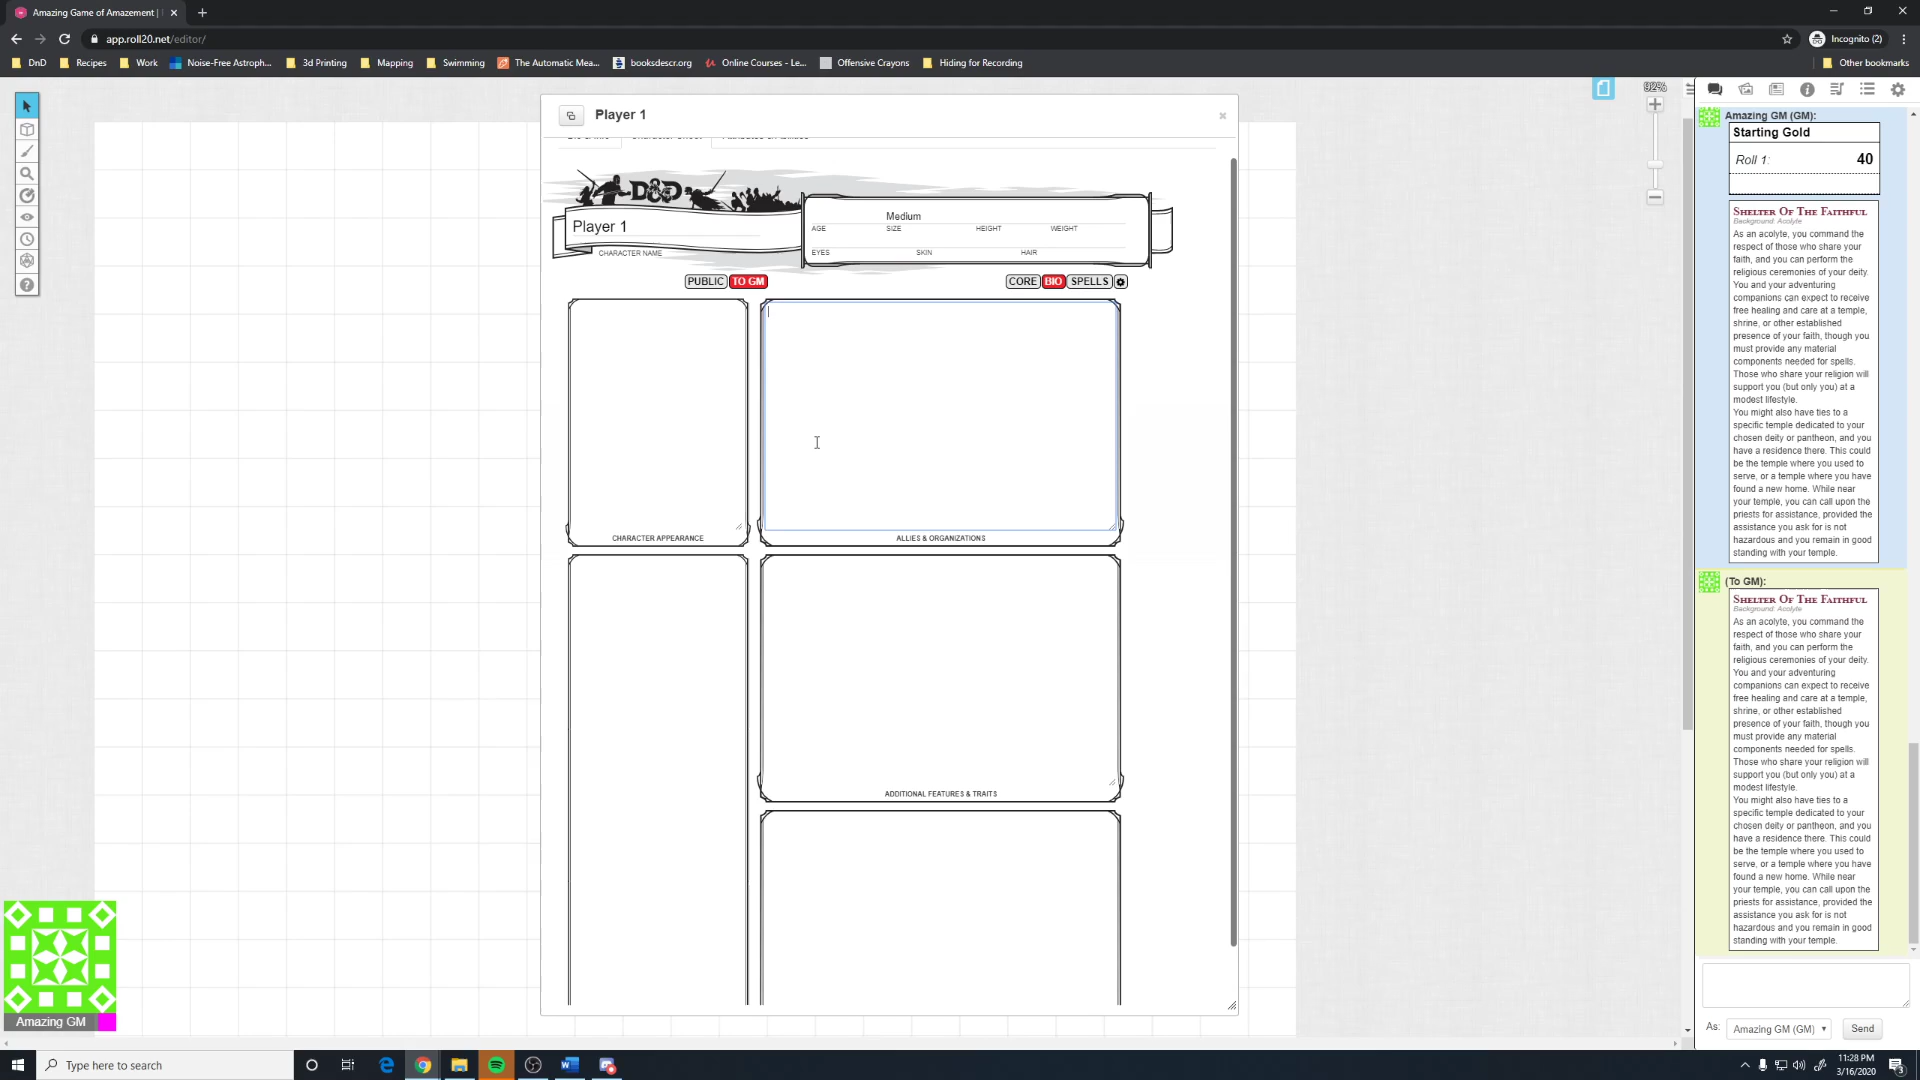 Amazing Game of Amazement |
app.roll20.net/editor/
Incognito (2)
DnD
Recipes
Work
Noise-Free Astroph...
3d Printing
Mapping
Swimming
The Automatic Mea...
booksdescr.org
Online Courses - Le...
Offensive Crayons
Hiding for Recording
Other bookmarks
92%
Player 1
D&D
Player 1
CHARACTER NAME
Medium
AGE
SIZE
HEIGHT
WEIGHT
EYES
SKIN
HAIR
PUBLIC
TO GM
CORE
BIO
SPELLS
CHARACTER APPEARANCE
ALLIES & ORGANIZATIONS
ADDITIONAL FEATURES & TRAITS
Amazing GM
Amazing GM (GM):
Starting Gold
Roll 1: 40
Shelter Of The Faithful
Background: Acolyte
As an acolyte, you command the
respect of those who share your
faith, and you can perform the
religious ceremonies of your deity.
You and your adventuring
companions can expect to receive
free healing and care at a temple,
shrine, or other established
presence of your faith, though you
must provide any material
components needed for spells.
Those who share your religion will
support you (but only you) at a
modest lifestyle.
You might also have ties to a
specific temple dedicated to your
chosen deity or pantheon, and you
have a residence there. This could
be the temple where you used to
serve, or a temple where you have
found a new home. While near
your temple, you can call upon the
priests for assistance, provided the
assistance you ask for is not
hazardous and you remain in good
standing with your temple.
(To GM):
Shelter Of The Faithful
Background: Acolyte
As an acolyte, you command the
respect of those who share your
faith, and you can perform the
religious ceremonies of your deity.
You and your adventuring
companions can expect to receive
free healing and care at a temple,
shrine, or other established
presence of your faith, though you
must provide any material
components needed for spells.
Those who share your religion will
support you (but only you) at a
modest lifestyle.
You might also have ties to a
specific temple dedicated to your
chosen deity or pantheon, and you
have a residence there. This could
be the temple where you used to
serve, or a temple where you have
found a new home. While near
your temple, you can call upon the
priests for assistance, provided the
assistance you ask for is not
hazardous and you remain in good
standing with your temple.
As:
Amazing GM (GM)
Send
Type here to search
11:28 PM
3/16/2020